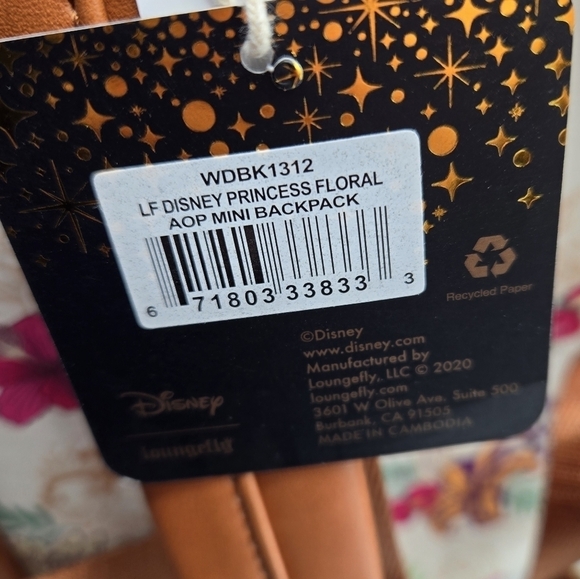 WDBK1312
LF DISNEY PRINCESS FLORAL
AOP MINI BACKPACK
6 71803 33833 3
Recycled Paper
©Disney
www.disney.com
Manufactured by
Loungefly, LLC © 2020
loungefly.com
3601 W Olive Ave, Suite 500
Burbank, CA 91505
MADE IN CAMBODIA
Disney
Loungefly